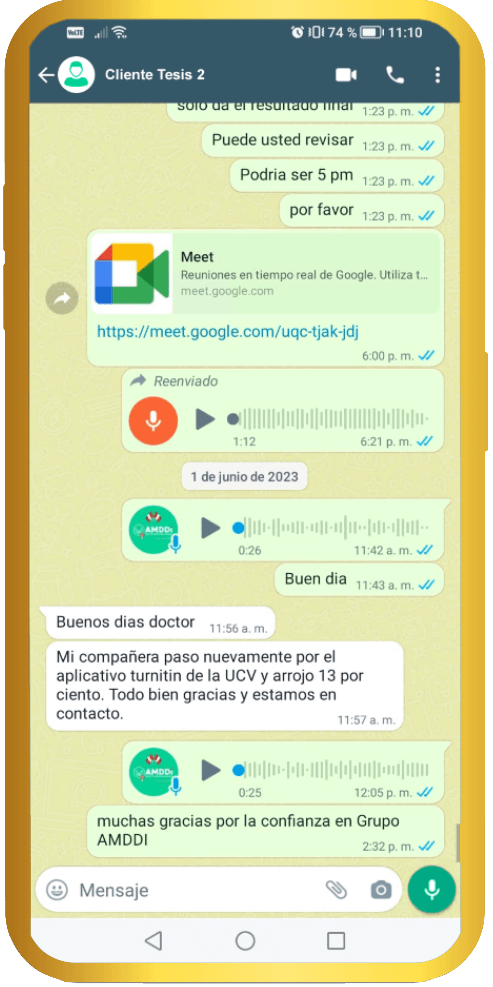 VoLTE 74 % 11:10
Cliente Tesis 2
solo da el resultado final 1:23 p. m.
Puede usted revisar 1:23 p. m.
Podria ser 5 pm 1:23 p. m.
por favor 1:23 p. m.
Meet
Reuniones en tiempo real de Google. Utiliza t...
meet.google.com
https://meet.google.com/uqc-tjak-jdj
6:00 p. m.
Reenviado
1:12 6:21 p. m.
1 de junio de 2023
AMDDI
0:26 11:42 a. m.
Buen dia 11:43 a. m.
Buenos dias doctor 11:56 a. m.
Mi compañera paso nuevamente por el
aplicativo turnitin de la UCV y arrojo 13 por
ciento. Todo bien gracias y estamos en
contacto.
11:57 a. m.
AMDDI
0:25 12:05 p. m.
muchas gracias por la confianza en Grupo
AMDDI
2:32 p. m.
Mensaje